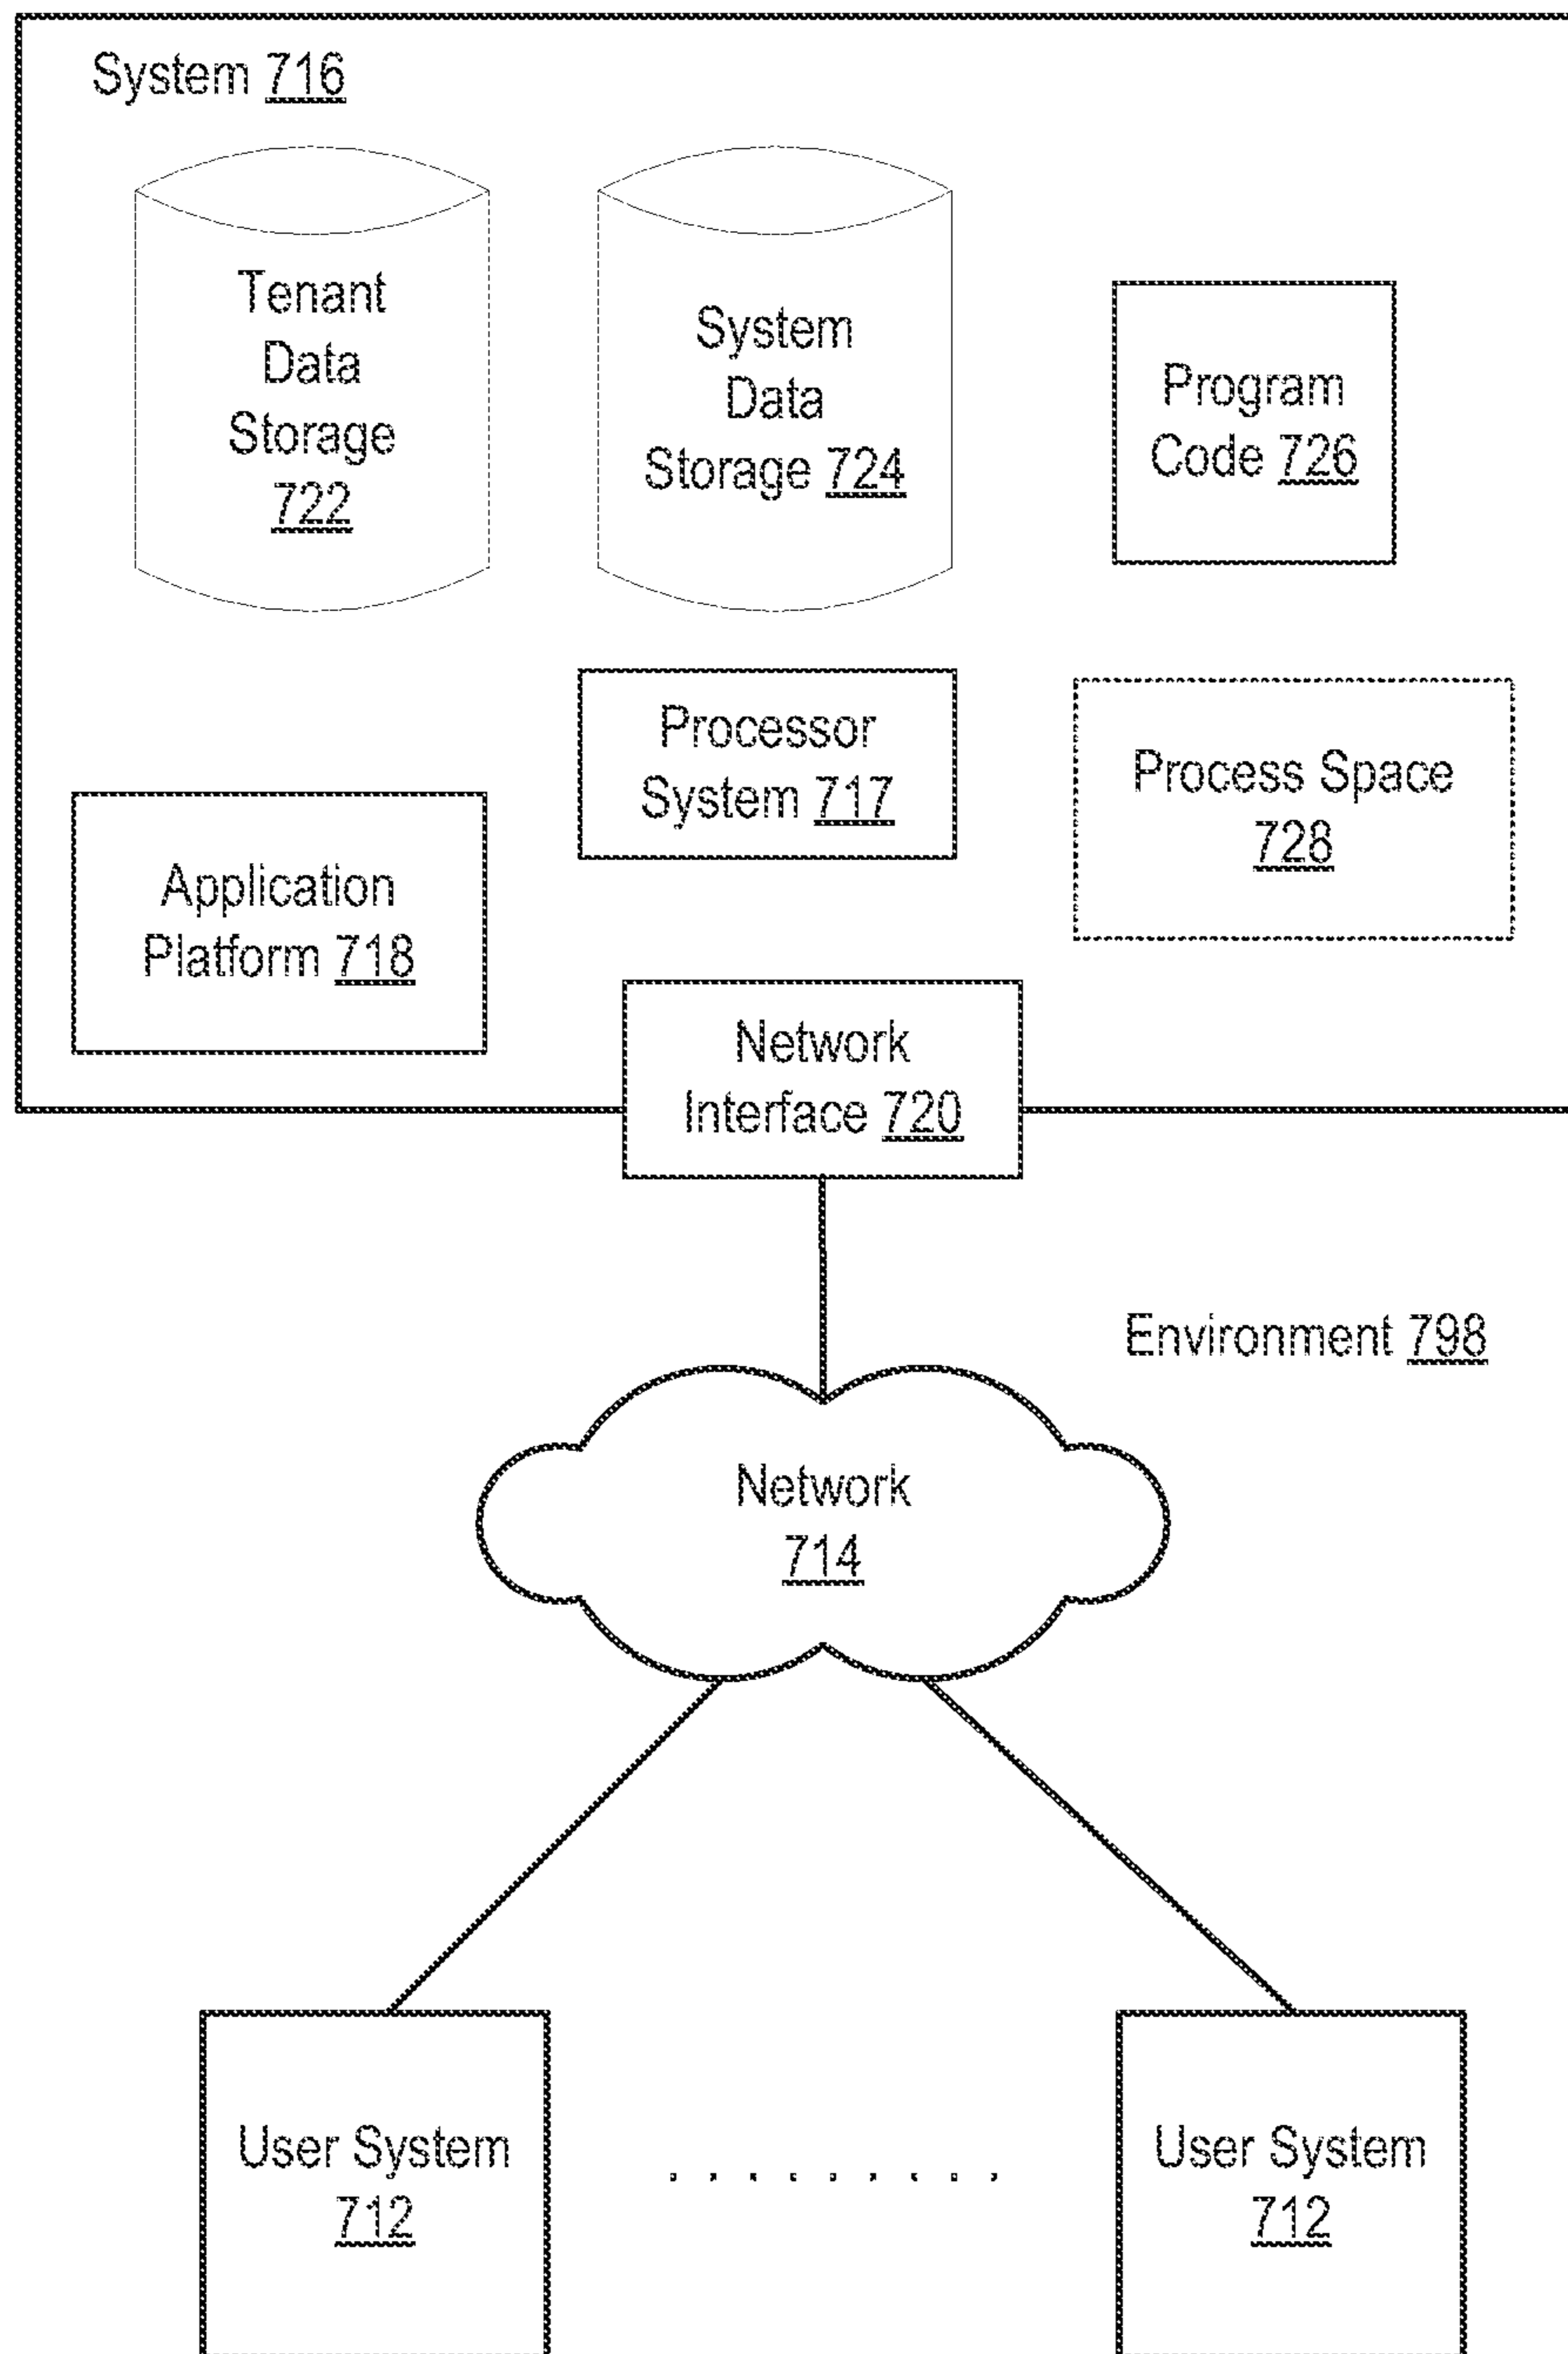 System 716
Tenant
Data
Storage
722
System
Data
Storage 724
Program
Code 726
Processor
System 717
Process Space
728
Application
Platform 718
Network
Interface 720
Environment 798
Network
714
User System
712
User System
712